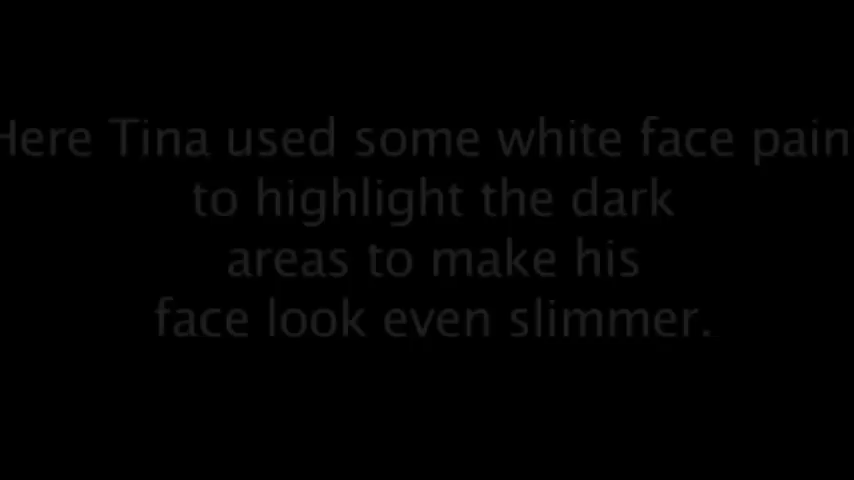 Here Tina used some white face pain
to highlight the dark
areas to make his
face look even slimmer.